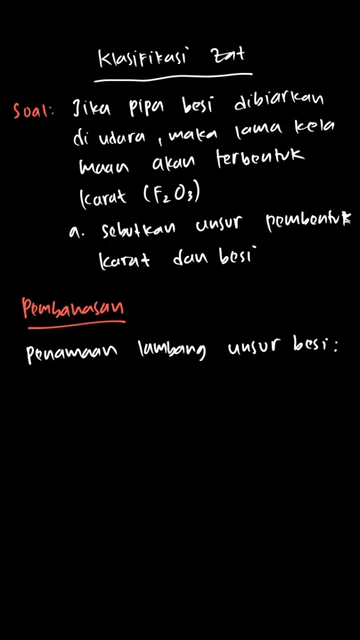 Klasifikasi Zat
Soal: Jika pipa besi dibiarkan
di udara, maka lama kela
maan akan terbentuk
karat (F2O3)
a. sebutkan unsur pembentuk
karat dan besi
Pembahasan
Penamaan lambang unsur besi: